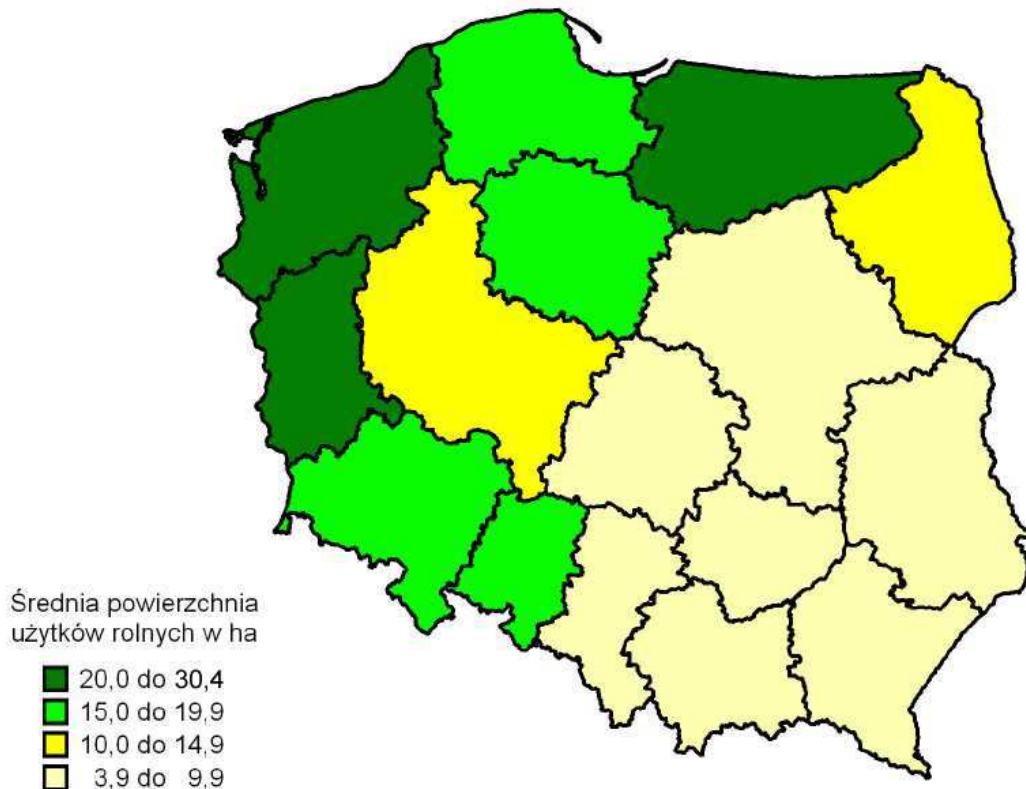 Średnia powierzchnia
użytków rolnych w ha
20,0 do 30,4
15,0 do 19,9
10,0 do 14,9
3,9 do 9,9